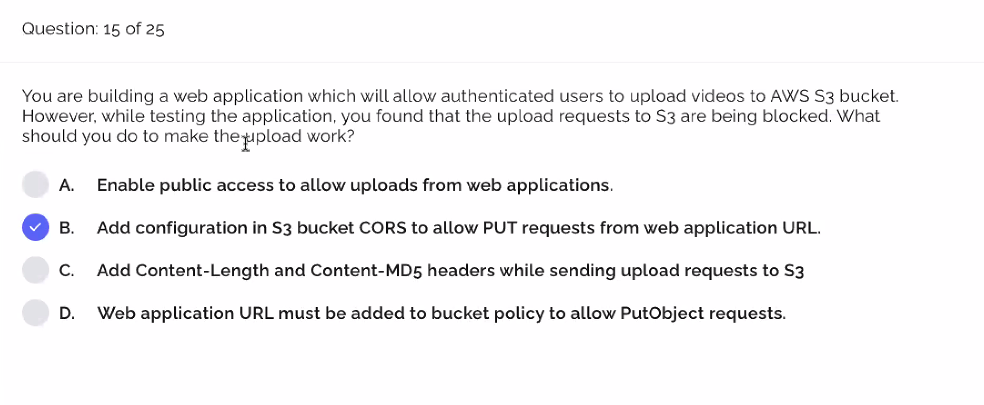 Question: 15 of 25
You are building a web application which will allow authenticated users to upload videos to AWS S3 bucket.
However, while testing the application, you found that the upload requests to S3 are being blocked. What
should you do to make the upload work?
A. Enable public access to allow uploads from web applications.
B. Add configuration in S3 bucket CORS to allow PUT requests from web application URL.
C. Add Content-Length and Content-MD5 headers while sending upload requests to S3
D. Web application URL must be added to bucket policy to allow PutObject requests.